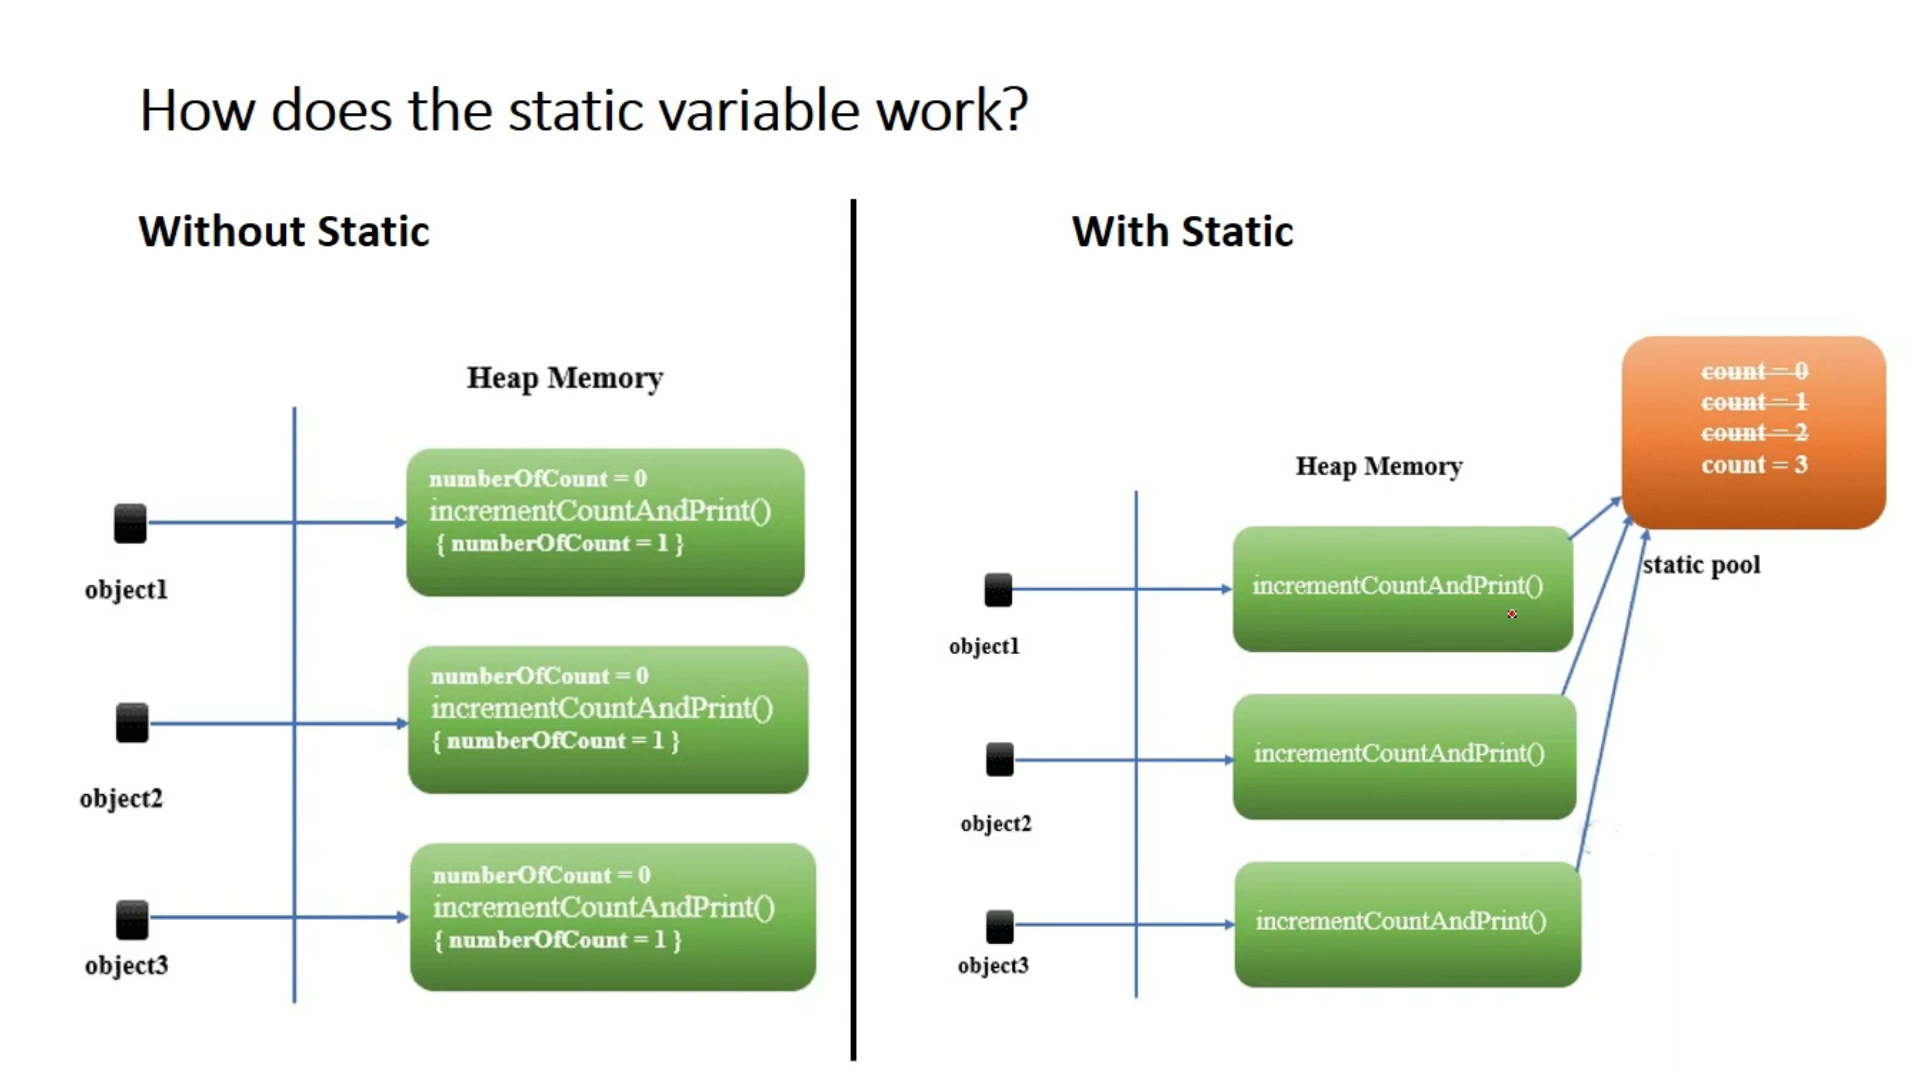 How does the static variable work?
Without Static
Heap Memory
numberOfCount = 0
incrementCountAndPrint()
{ numberOfCount = 1 }
object1
numberOfCount = 0
incrementCountAndPrint()
{ numberOfCount = 1 }
object2
numberOfCount = 0
incrementCountAndPrint()
{ numberOfCount = 1 }
object3
With Static
count = 0
count = 1
count = 2
count = 3
static pool
Heap Memory
incrementCountAndPrint()
object1
incrementCountAndPrint()
object2
incrementCountAndPrint()
object3